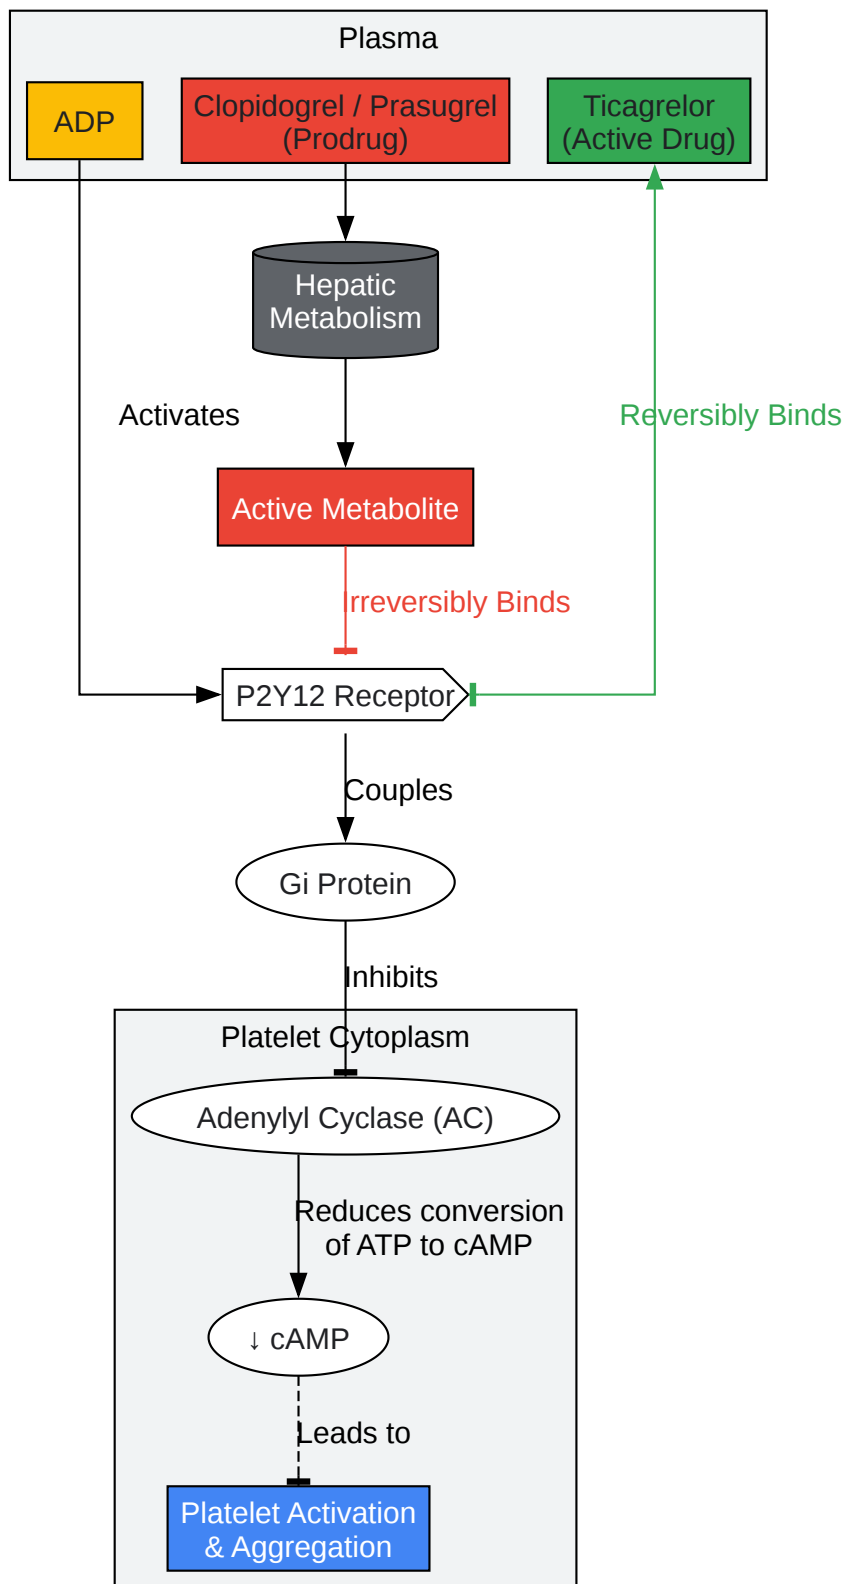 Plasma
ADP
Clopidogrel / Prasugrel
(Prodrug)
Ticagrelor
(Active Drug)
Hepatic
Metabolism
Activates
Reversibly Binds
Active Metabolite
Irreversibly Binds
P2Y12 Receptor
Couples
Gi Protein
Inhibits
Platelet Cytoplasm
Adenylyl Cyclase (AC)
Reduces conversion
of ATP to cAMP
↓ cAMP
Leads to
Platelet Activation
& Aggregation